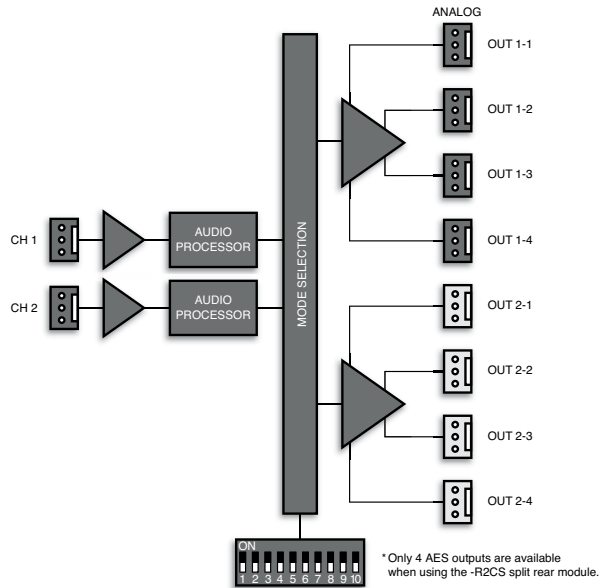 ANALOG
OUT 1-1
OUT 1-2
OUT 1-3
OUT 1-4
CH 1
AUDIO
PROCESSOR
CH 2
AUDIO
PROCESSOR
MODE SELECTION
OUT 2-1
OUT 2-2
OUT 2-3
OUT 2-4
ON
1 2 3 4 5 6 7 8 9 10
* Only 4 AES outputs are available
when using the -R2CS split rear module.